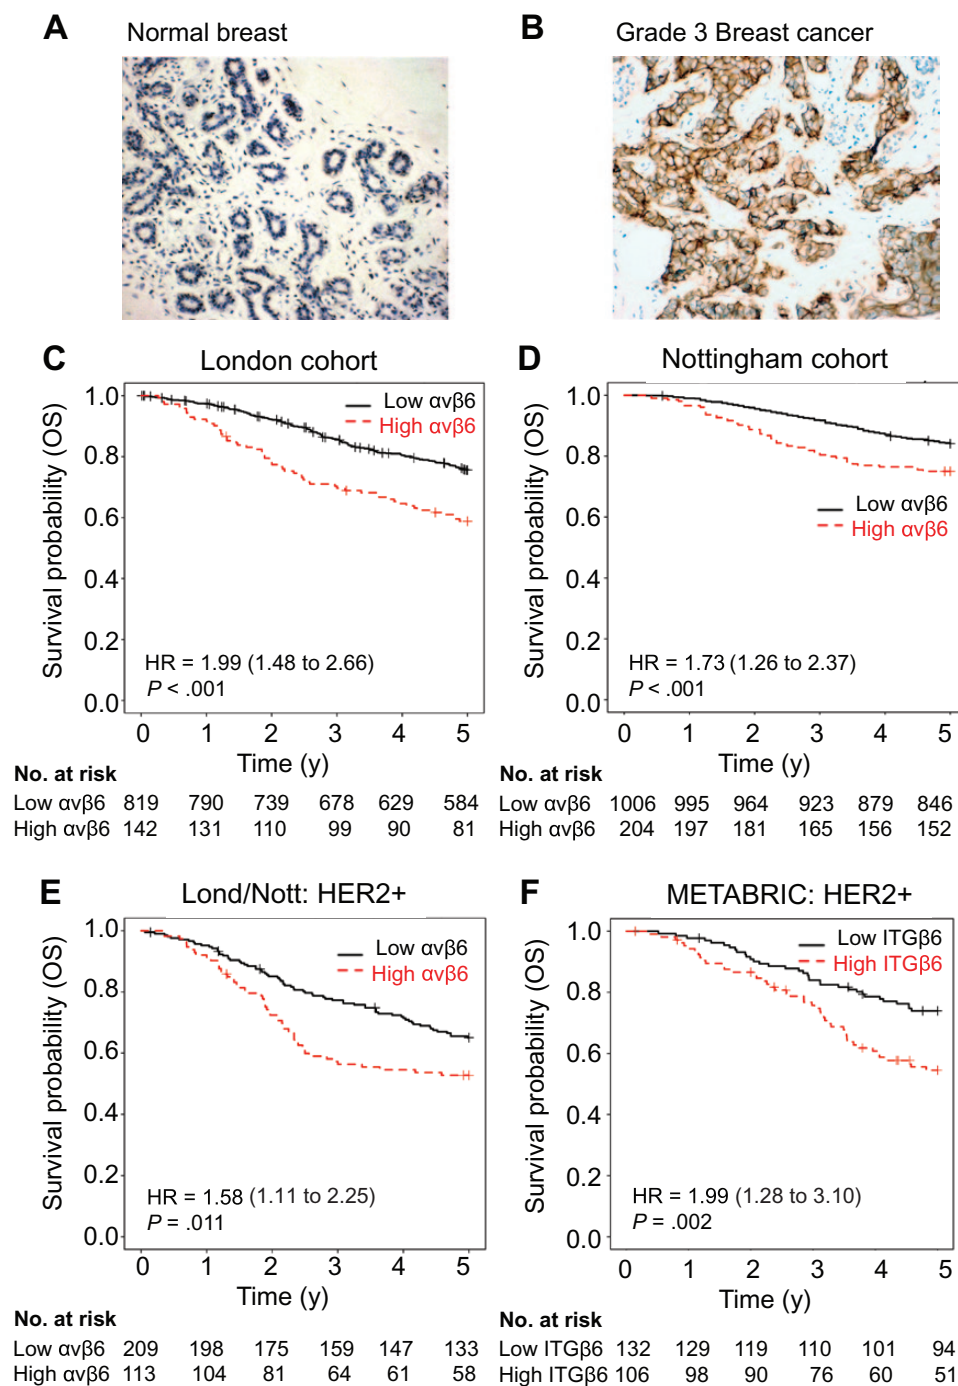 A Normal breast
B Grade 3 Breast cancer
C London cohort
Survival probability (OS)
1.0
0.8
0.6
0.4
0.2
0.0
Low αvβ6
High αvβ6
HR = 1.99 (1.48 to 2.66)
P < .001
0 1 2 3 4 5
Time (y)
No. at risk
Low αvβ6 819 790 739 678 629 584
High αvβ6 142 131 110 99 90 81
D Nottingham cohort
Survival probability (OS)
1.0
0.8
0.6
0.4
0.2
0.0
Low αvβ6
High αvβ6
HR = 1.73 (1.26 to 2.37)
P < .001
0 1 2 3 4 5
Time (y)
No. at risk
Low αvβ6 1006 995 964 923 879 846
High αvβ6 204 197 181 165 156 152
E Lond/Nott: HER2+
Survival probability (OS)
1.0
0.8
0.6
0.4
0.2
0.0
Low αvβ6
High αvβ6
HR = 1.58 (1.11 to 2.25)
P = .011
0 1 2 3 4 5
Time (y)
No. at risk
Low αvβ6 209 198 175 159 147 133
High αvβ6 113 104 81 64 61 58
F METABRIC: HER2+
Survival probability (OS)
1.0
0.8
0.6
0.4
0.2
0.0
Low ITGβ6
High ITGβ6
HR = 1.99 (1.28 to 3.10)
P = .002
0 1 2 3 4 5
Time (y)
No. at risk
Low ITGβ6 132 129 119 110 101 94
High ITGβ6 106 98 90 76 60 51